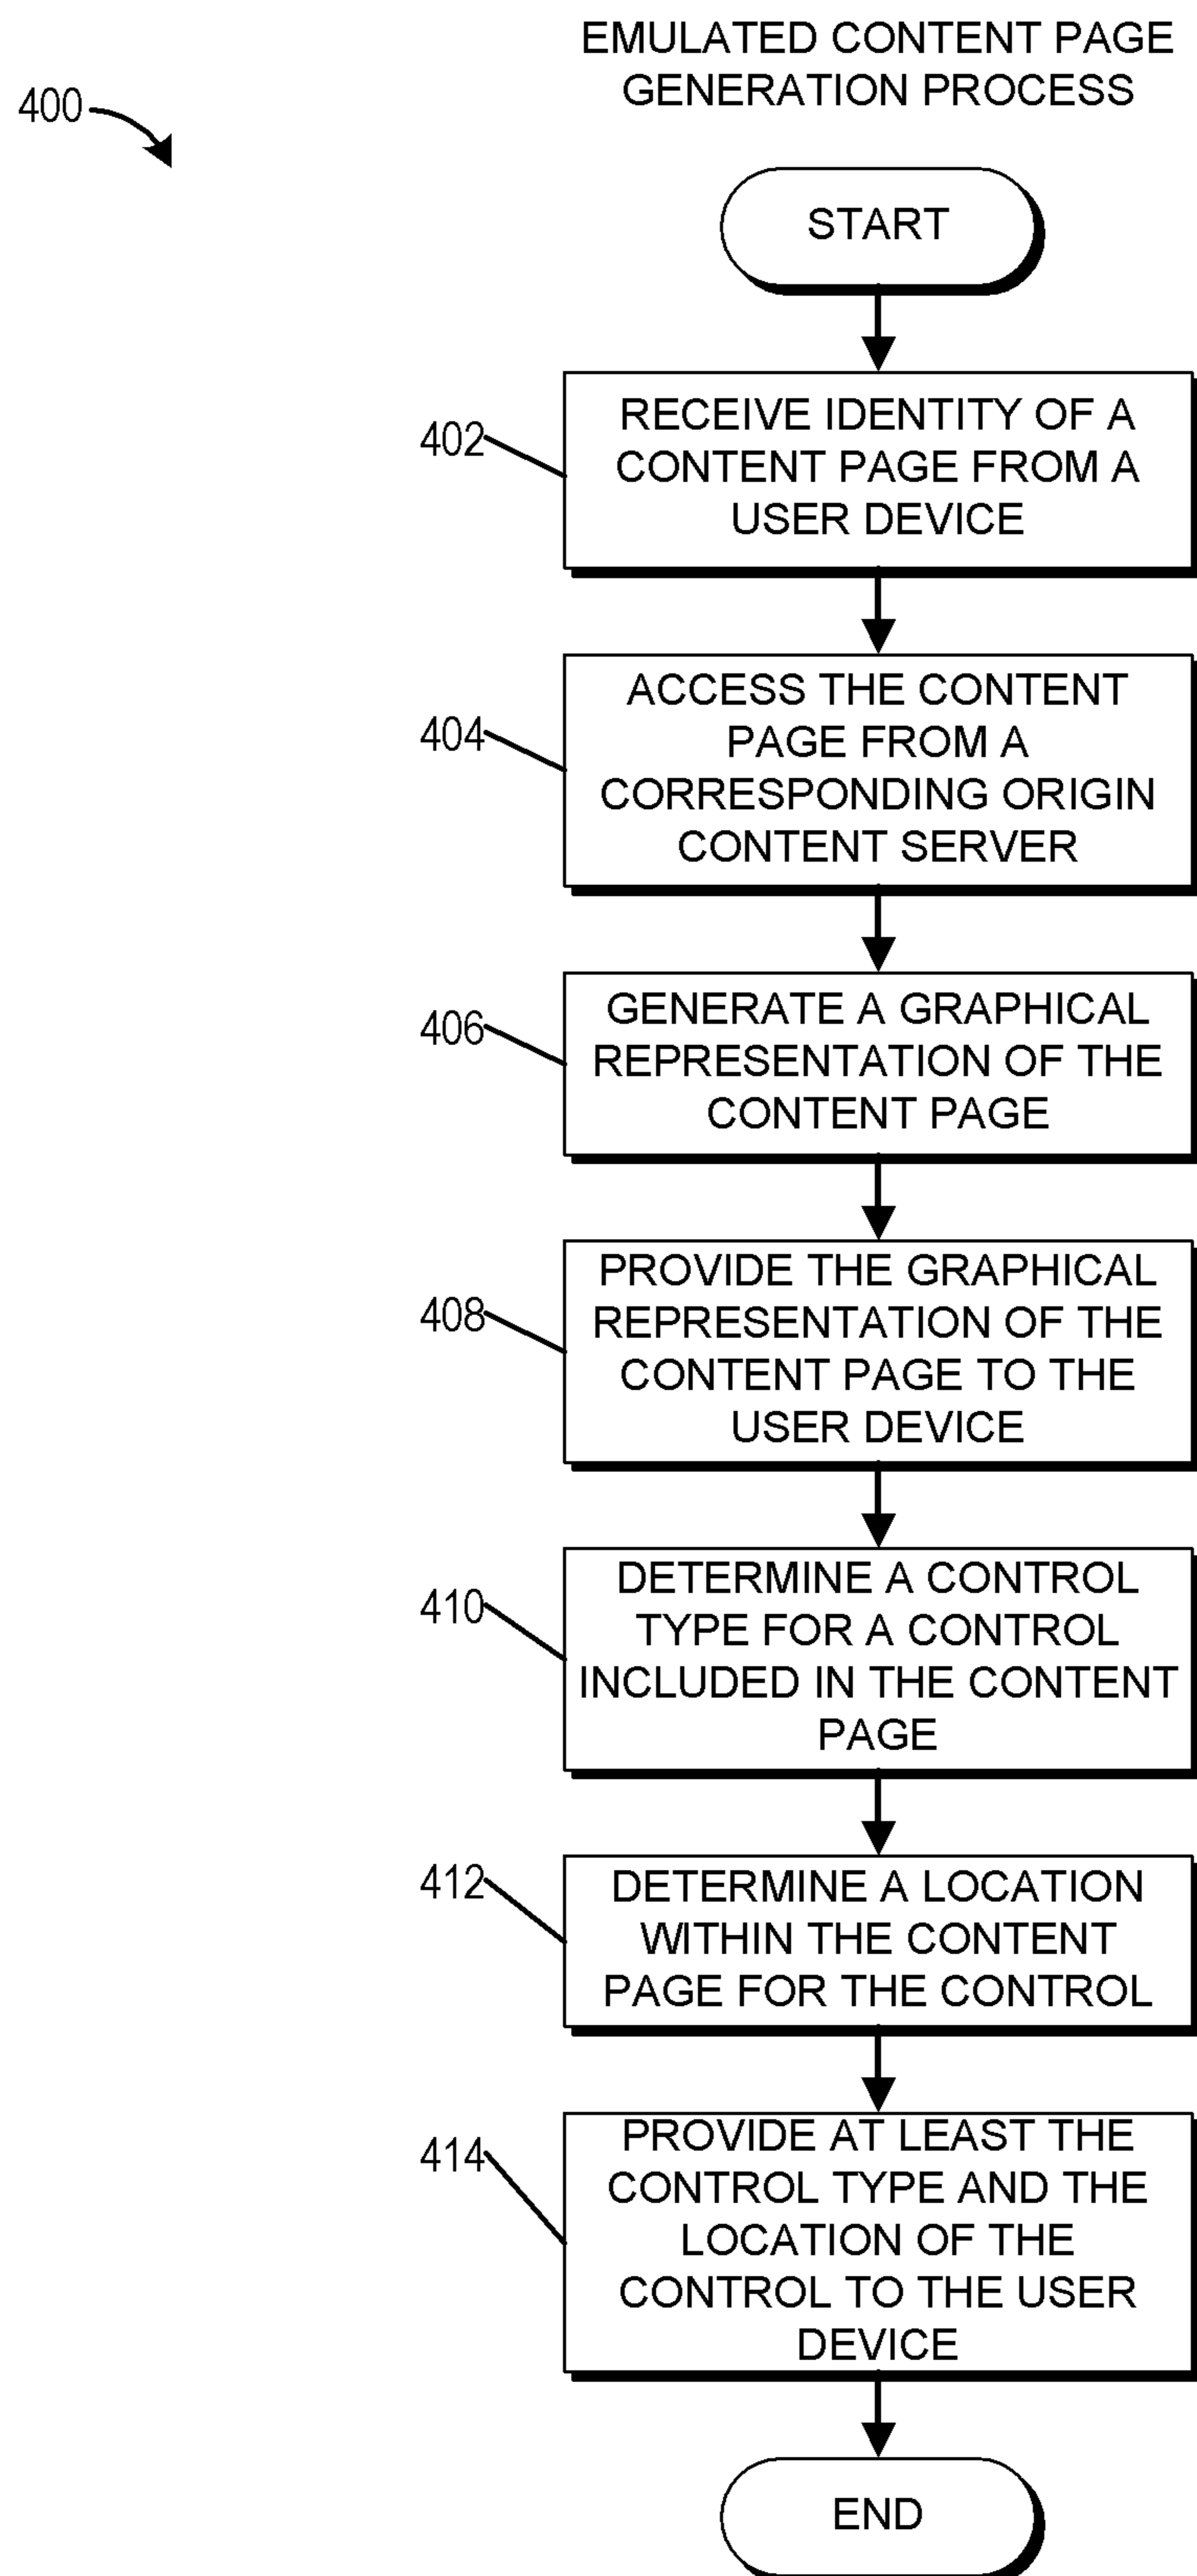 EMULATED CONTENT PAGE
GENERATION PROCESS
400
START
402
RECEIVE IDENTITY OF A
CONTENT PAGE FROM A
USER DEVICE
404
ACCESS THE CONTENT
PAGE FROM A
CORRESPONDING ORIGIN
CONTENT SERVER
406
GENERATE A GRAPHICAL
REPRESENTATION OF THE
CONTENT PAGE
408
PROVIDE THE GRAPHICAL
REPRESENTATION OF THE
CONTENT PAGE TO THE
USER DEVICE
410
DETERMINE A CONTROL
TYPE FOR A CONTROL
INCLUDED IN THE CONTENT
PAGE
412
DETERMINE A LOCATION
WITHIN THE CONTENT
PAGE FOR THE CONTROL
414
PROVIDE AT LEAST THE
CONTROL TYPE AND THE
LOCATION OF THE
CONTROL TO THE USER
DEVICE
END